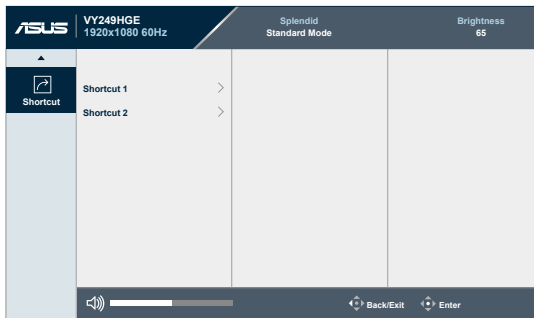 ASUS
VY249HGE
1920x1080 60Hz
Splendid
Standard Mode
Brightness
65
Shortcut
Shortcut 1
Shortcut 2
Back/Exit
Enter